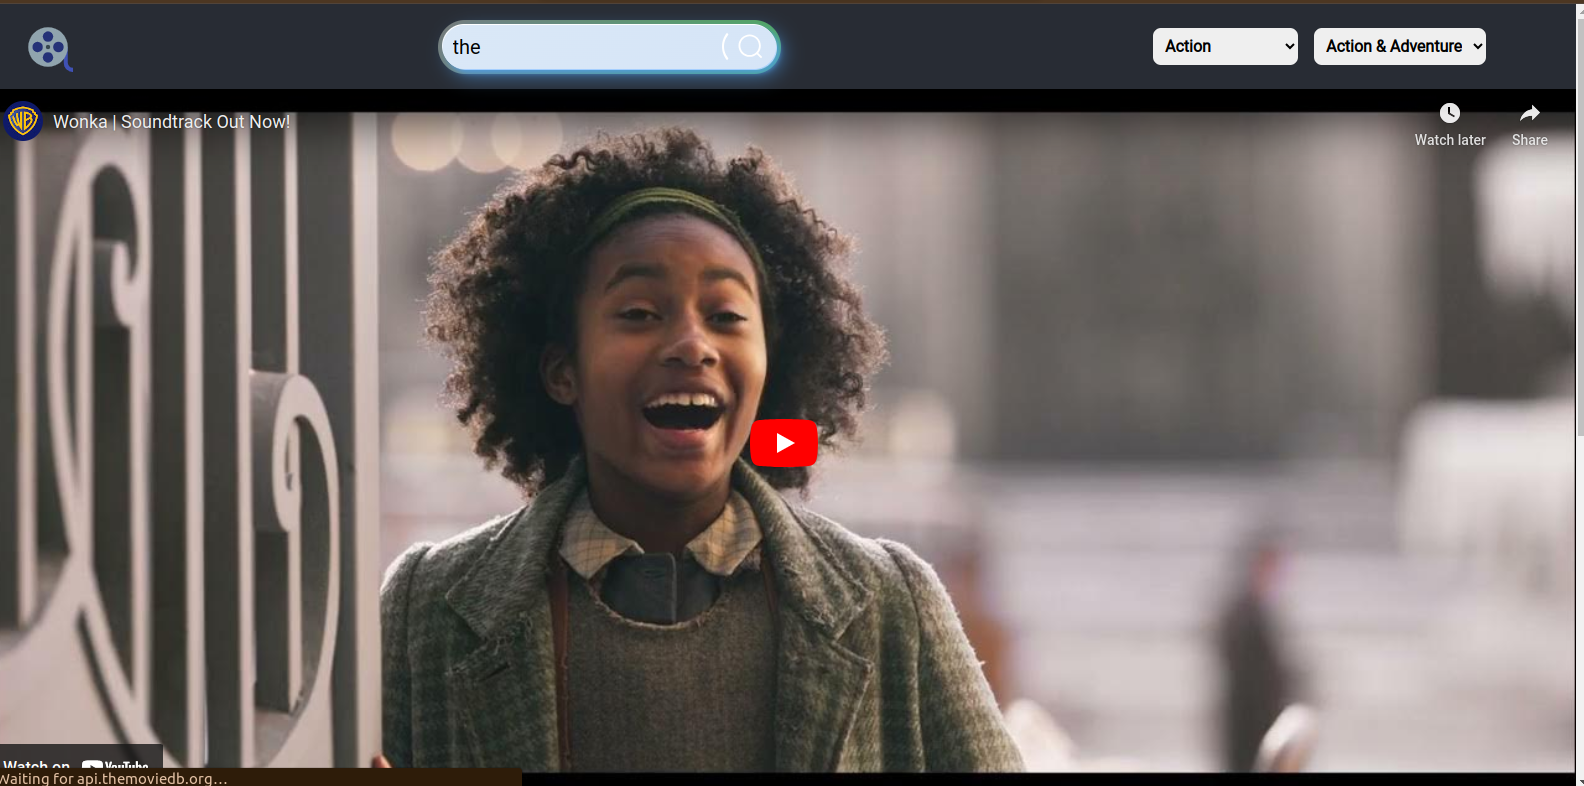 the
Action
Action & Adventure
WB
Wonka | Soundtrack Out Now!
Watch later
Share
Watch on YouTube
Waiting for api.themoviedb.org...